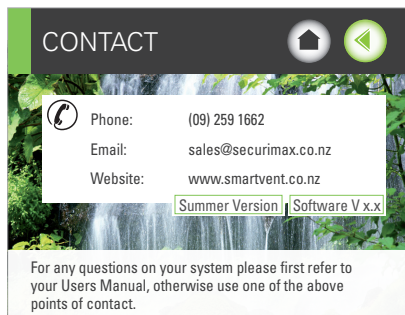 CONTACT
Phone: (09) 259 1662
Email: sales@securimax.co.nz
Website: www.smartvent.co.nz
Summer Version Software V x.x
For any questions on your system please first refer to
your Users Manual, otherwise use one of the above
points of contact.